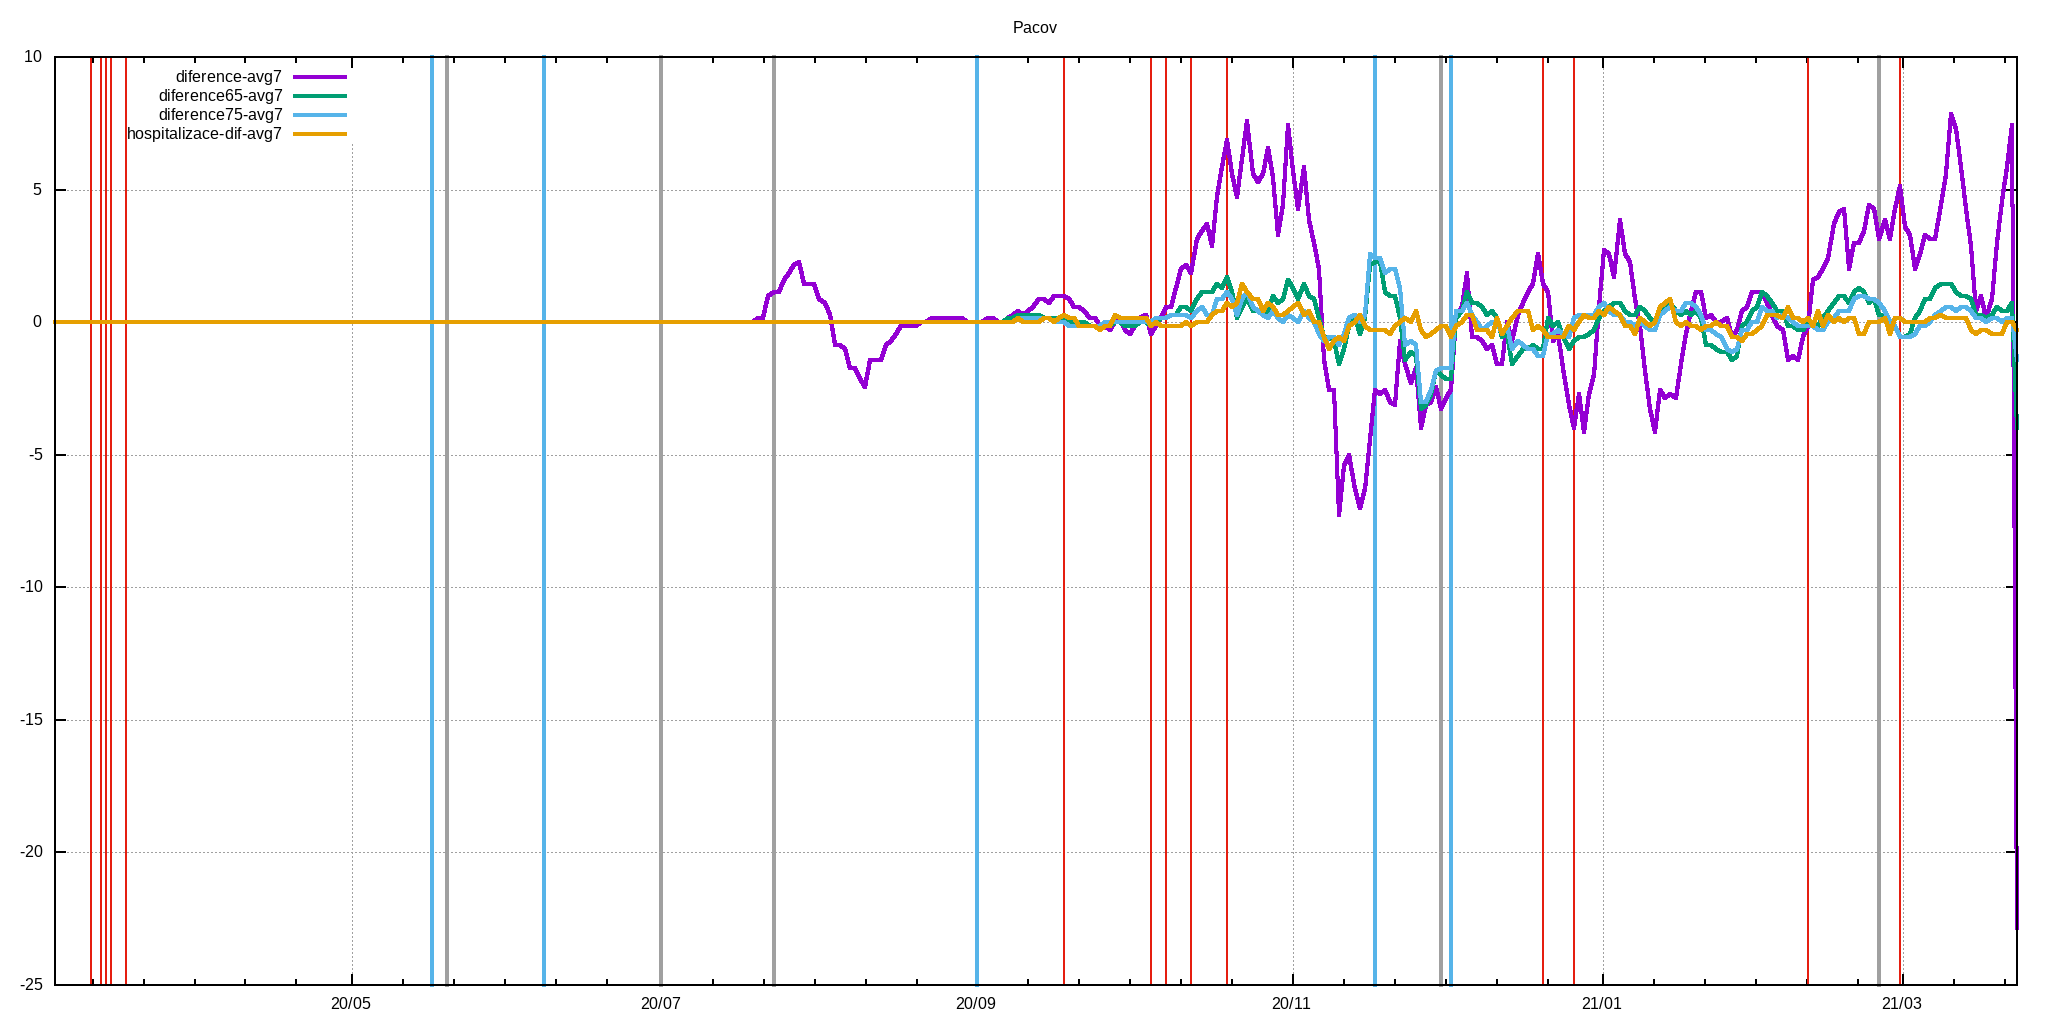 Pacov
diference-avg7
diference65-avg7
diference75-avg7
hospitalizace-dif-avg7
10
5
0
-5
-10
-15
-20
-25
20/05 20/07 20/09 20/11 21/01 21/03